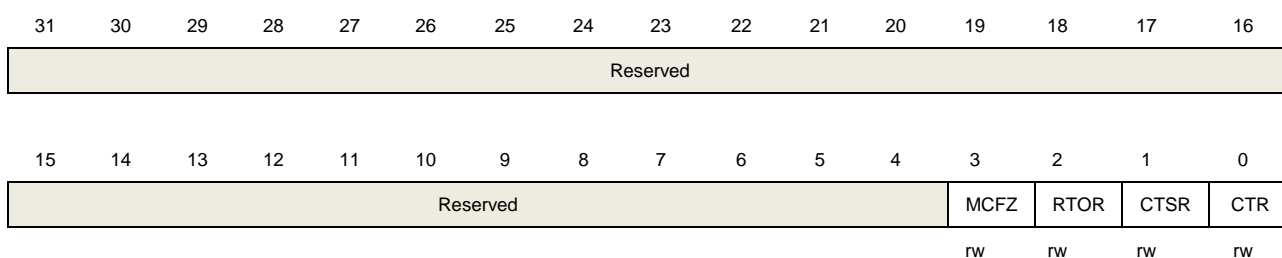 31 30 29 28 27 26 25 24 23 22 21 20 19 18 17 16
Reserved
15 14 13 12 11 10 9 8 7 6 5 4 3 2 1 0
Reserved MCFZ RTOR CTSR CTR
rw rw rw rw